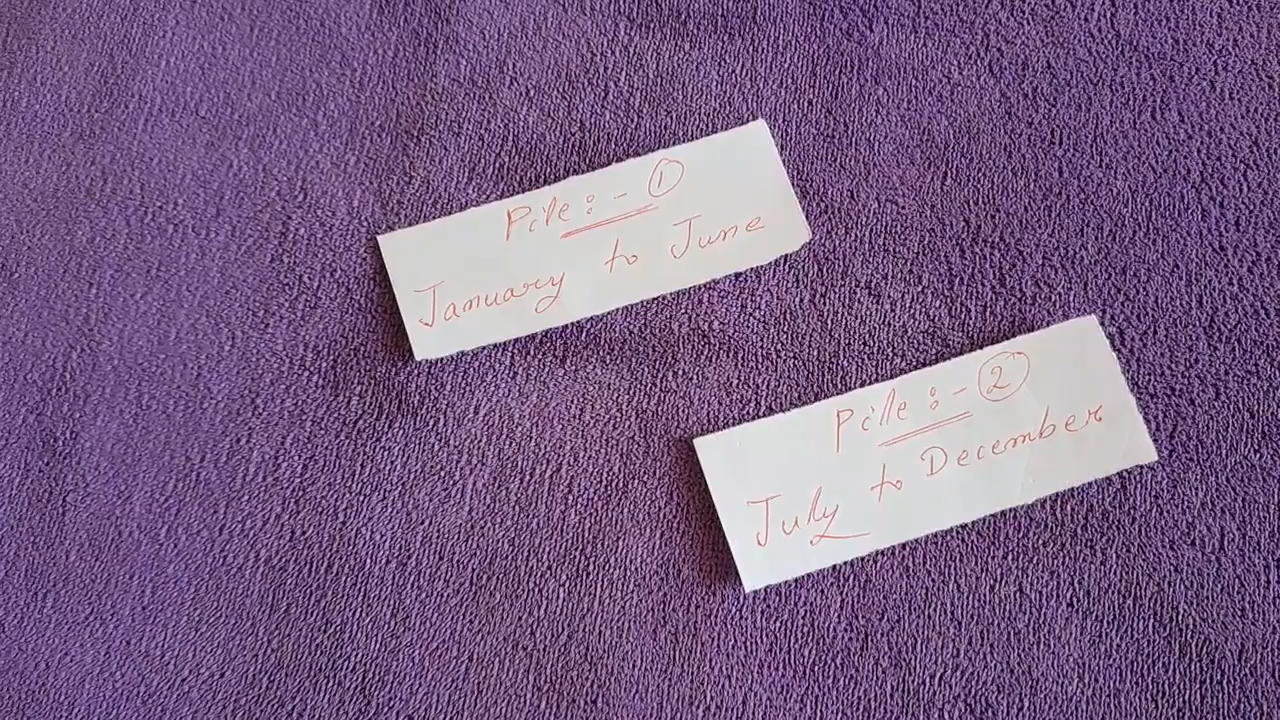 Pile :- ①
January to June
Pile :- ②
July to December